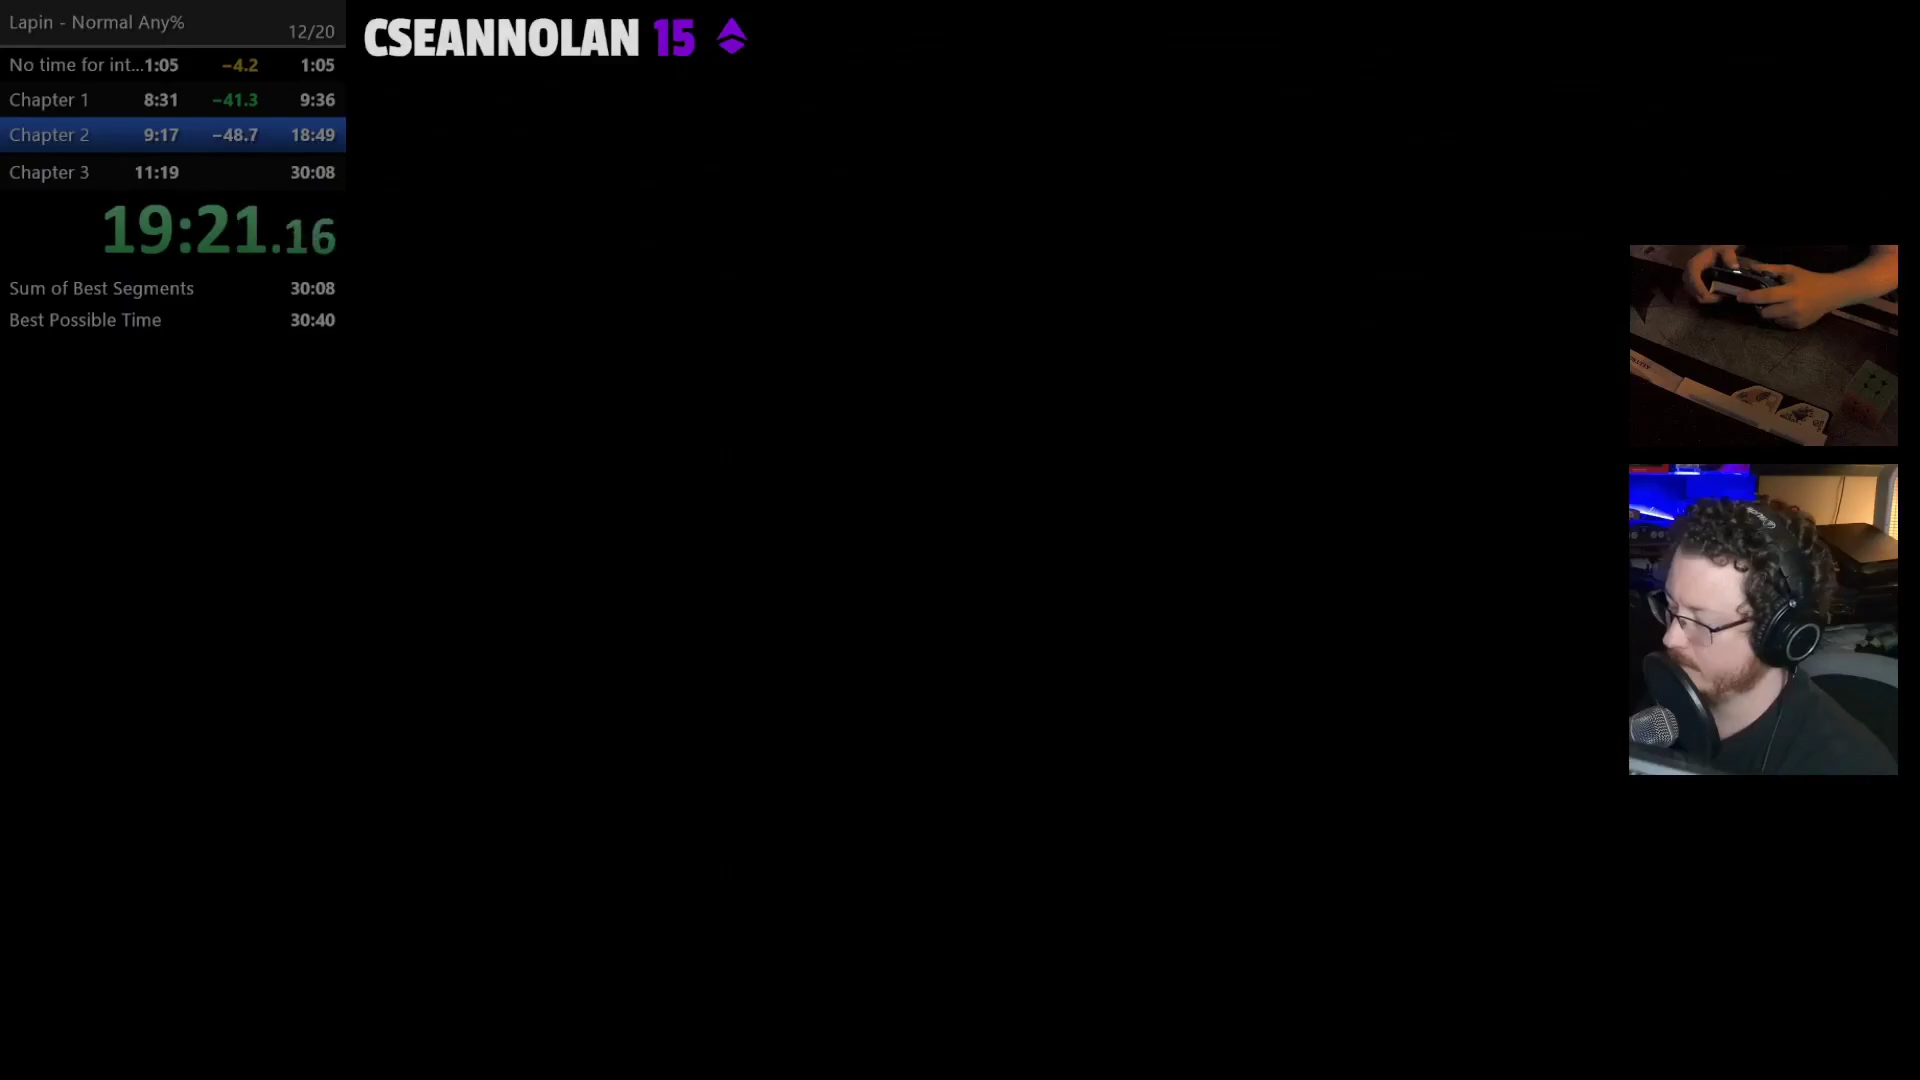 Lapin - Normal Any%
12/20
No time for int... 1:05 −4.2 1:05
Chapter 1 8:31 −41.3 9:36
Chapter 2 9:17 −48.7 18:49
Chapter 3 11:19 30:08
19:21.16
Sum of Best Segments 30:08
Best Possible Time 30:40
CSEANNOLAN 15